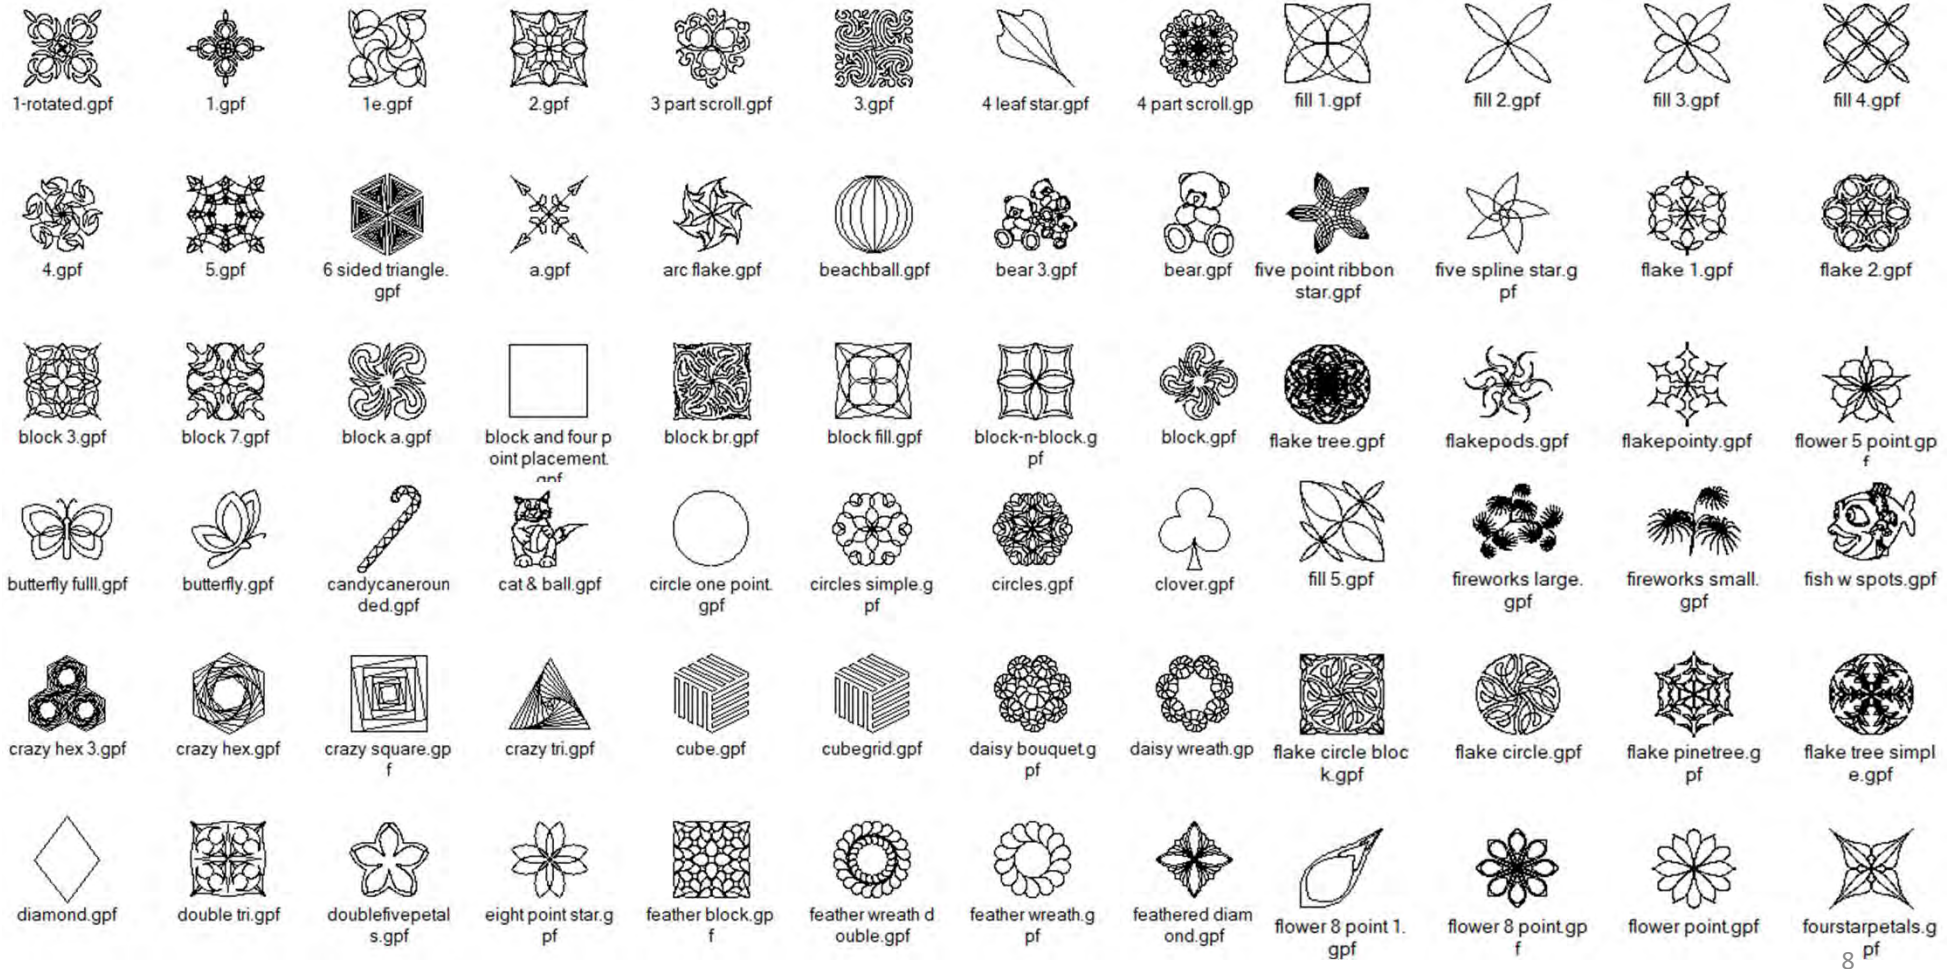 1-rotated.gpf
1.gpf
1e.gpf
2.gpf
3 part scroll.gpf
3.gpf
4 leaf star.gpf
4 part scroll.gp
fill 1.gpf
fill 2.gpf
fill 3.gpf
fill 4.gpf
4.gpf
5.gpf
6 sided triangle.
gpf
a.gpf
arc flake.gpf
beachball.gpf
bear 3.gpf
bear.gpf
five point ribbon
star.gpf
five spline star.g
pf
flake 1.gpf
flake 2.gpf
block 3.gpf
block 7.gpf
block a.gpf
block and four p
oint placement.
gpf
block br.gpf
block fill.gpf
block-n-block.g
pf
block.gpf
flake tree.gpf
flakepods.gpf
flakepointy.gpf
flower 5 point.gp
f
butterfly fulll.gpf
butterfly.gpf
candycaneroun
ded.gpf
cat & ball.gpf
circle one point.
gpf
circles simple.g
pf
circles.gpf
clover.gpf
fill 5.gpf
fireworks large.
gpf
fireworks small.
gpf
fish w spots.gpf
crazy hex 3.gpf
crazy hex.gpf
crazy square.gp
f
crazy tri.gpf
cube.gpf
cubegrid.gpf
daisy bouquet.g
pf
daisy wreath.gp
flake circle bloc
k.gpf
flake circle.gpf
flake pinetree.g
pf
flake tree simpl
e.gpf
diamond.gpf
double tri.gpf
doublefivepetal
s.gpf
eight point star.g
pf
feather block.gp
f
feather wreath d
ouble.gpf
feather wreath.g
pf
feathered diam
ond.gpf
flower 8 point 1.
gpf
flower 8 point.gp
f
flower point.gpf
fourstarpetals.g
pf
8